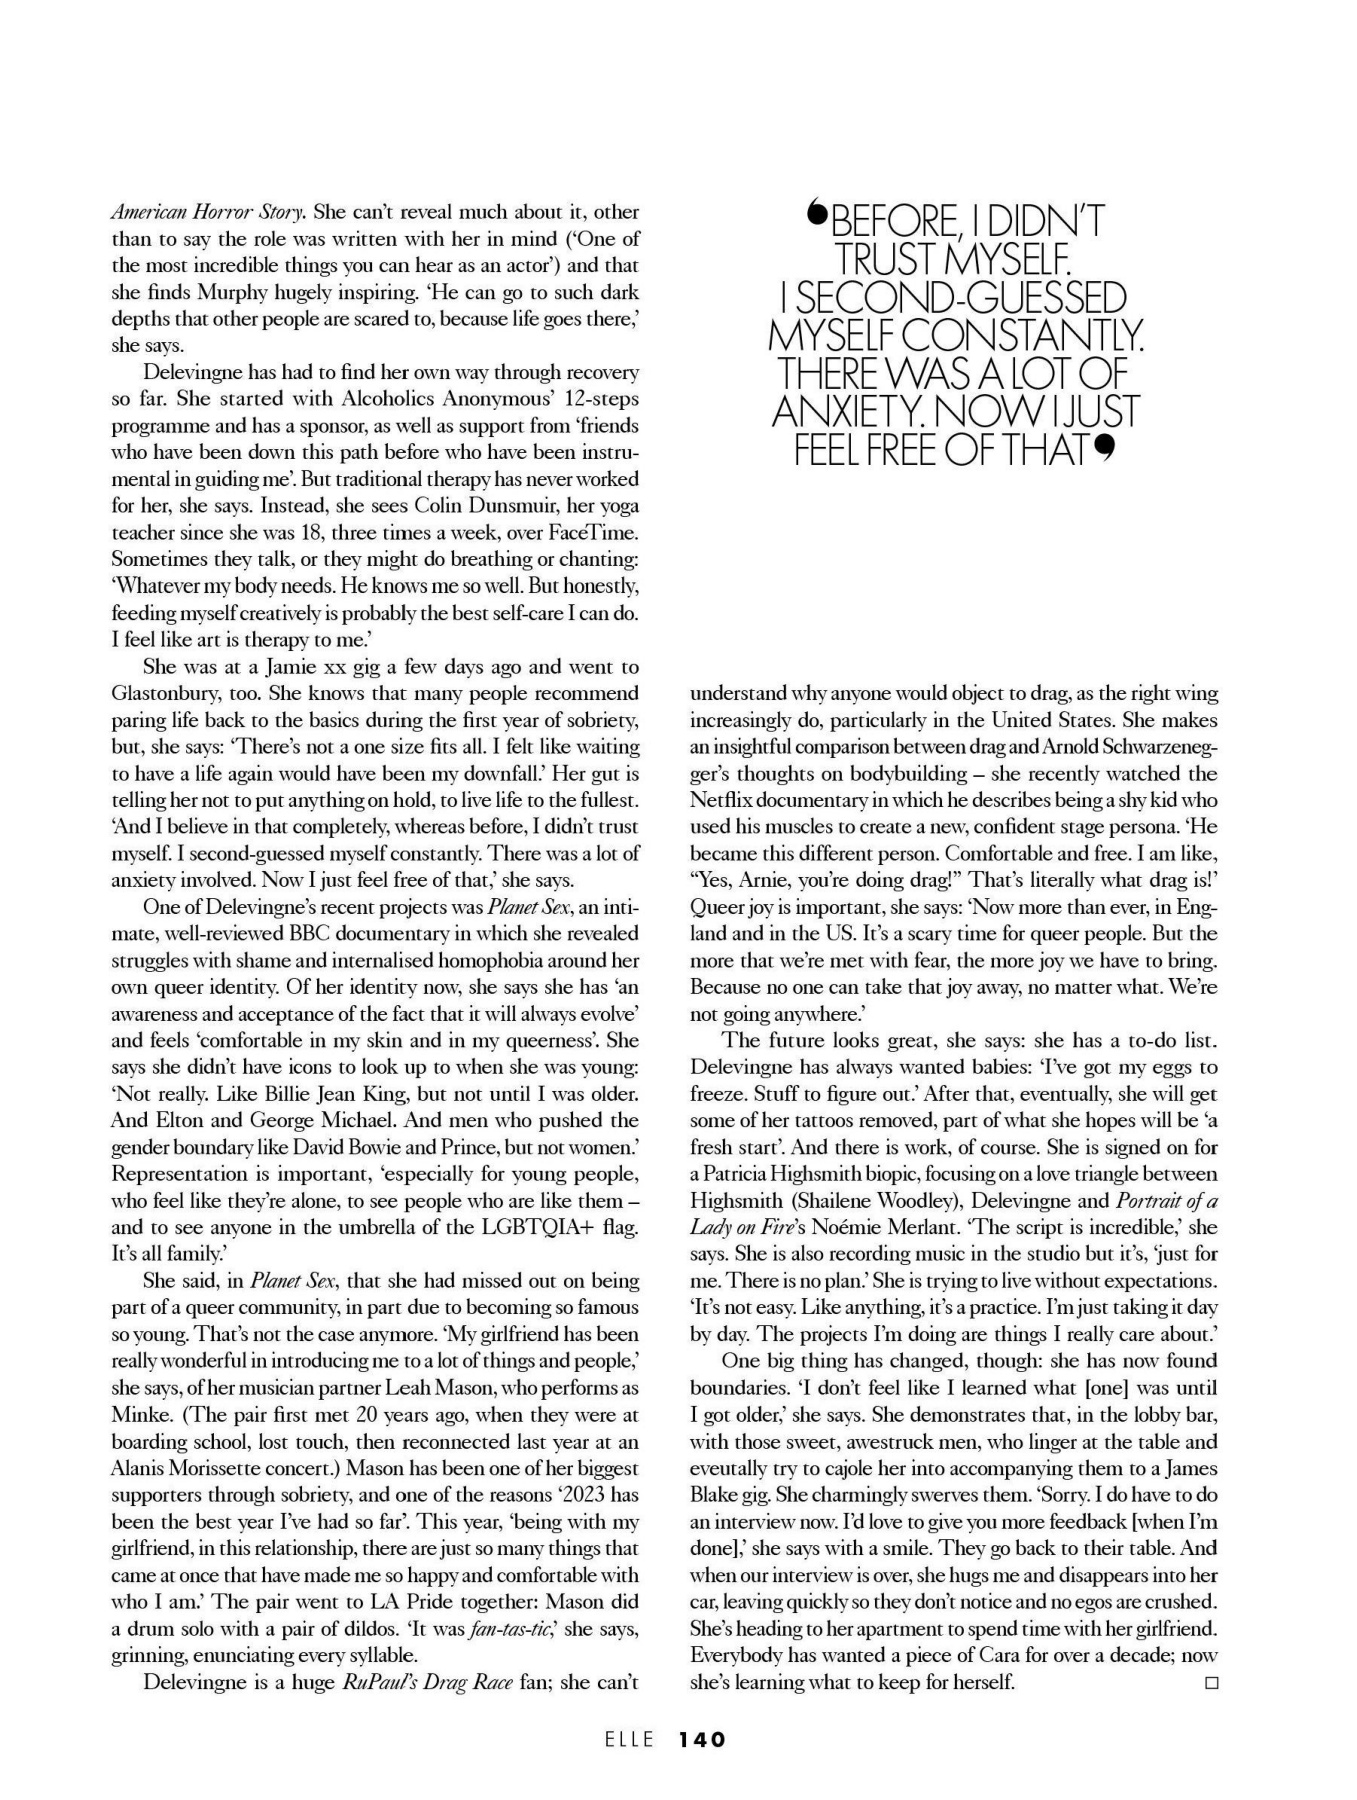 American Horror Story. She can't reveal much about it, other
than to say the role was written with her in mind ('One of
the most incredible things you can hear as an actor') and that
she finds Murphy hugely inspiring. 'He can go to such dark
depths that other people are scared to, because life goes there,'
she says.
Delevingne has had to find her own way through recovery
so far. She started with Alcoholics Anonymous' 12-steps
programme and has a sponsor, as well as support from 'friends
who have been down this path before who have been instru-
mental in guiding me'. But traditional therapy has never worked
for her, she says. Instead, she sees Colin Dunsmuir, her yoga
teacher since she was 18, three times a week, over FaceTime.
Sometimes they talk, or they might do breathing or chanting:
'Whatever my body needs. He knows me so well. But honestly,
feeding myself creatively is probably the best self-care I can do.
I feel like art is therapy to me.'
She was at a Jamie xx gig a few days ago and went to
Glastonbury, too. She knows that many people recommend
paring life back to the basics during the first year of sobriety,
but, she says: 'There's not a one size fits all. I felt like waiting
to have a life again would have been my downfall.' Her gut is
telling her not to put anything on hold, to live life to the fullest.
'And I believe in that completely, whereas before, I didn't trust
myself. I second-guessed myself constantly. There was a lot of
anxiety involved. Now I just feel free of that,' she says.
One of Delevingne's recent projects was Planet Sex, an inti-
mate, well-reviewed BBC documentary in which she revealed
struggles with shame and internalised homophobia around her
own queer identity. Of her identity now, she says she has 'an
awareness and acceptance of the fact that it will always evolve'
and feels 'comfortable in my skin and in my queerness'. She
says she didn't have icons to look up to when she was young:
'Not really. Like Billie Jean King, but not until I was older.
And Elton and George Michael. And men who pushed the
gender boundary like David Bowie and Prince, but not women.'
Representation is important, 'especially for young people,
who feel like they're alone, to see people who are like them –
and to see anyone in the umbrella of the LGBTQIA+ flag.
It's all family.'
She said, in Planet Sex, that she had missed out on being
part of a queer community, in part due to becoming so famous
so young. That's not the case anymore. 'My girlfriend has been
really wonderful in introducing me to a lot of things and people,'
she says, of her musician partner Leah Mason, who performs as
Minke. (The pair first met 20 years ago, when they were at
boarding school, lost touch, then reconnected last year at an
Alanis Morissette concert.) Mason has been one of her biggest
supporters through sobriety, and one of the reasons '2023 has
been the best year I've had so far'. This year, 'being with my
girlfriend, in this relationship, there are just so many things that
came at once that have made me so happy and comfortable with
who I am.' The pair went to LA Pride together: Mason did
a drum solo with a pair of dildos. 'It was fan-tas-tic,' she says,
grinning, enunciating every syllable.
Delevingne is a huge RuPaul's Drag Race fan; she can't
‘BEFORE, I DIDN'T
TRUST MYSELF.
I SECOND-GUESSED
MYSELF CONSTANTLY.
THERE WAS A LOT OF
ANXIETY. NOW I JUST
FEEL FREE OF THAT’
understand why anyone would object to drag, as the right wing
increasingly do, particularly in the United States. She makes
an insightful comparison between drag and Arnold Schwarzeneg-
ger's thoughts on bodybuilding – she recently watched the
Netflix documentary in which he describes being a shy kid who
used his muscles to create a new, confident stage persona. 'He
became this different person. Comfortable and free. I am like,
"Yes, Arnie, you're doing drag!" That's literally what drag is!'
Queer joy is important, she says: 'Now more than ever, in Eng-
land and in the US. It's a scary time for queer people. But the
more that we're met with fear, the more joy we have to bring.
Because no one can take that joy away, no matter what. We're
not going anywhere.'
The future looks great, she says: she has a to-do list.
Delevingne has always wanted babies: 'I've got my eggs to
freeze. Stuff to figure out.' After that, eventually, she will get
some of her tattoos removed, part of what she hopes will be 'a
fresh start'. And there is work, of course. She is signed on for
a Patricia Highsmith biopic, focusing on a love triangle between
Highsmith (Shailene Woodley), Delevingne and Portrait of a
Lady on Fire's Noémie Merlant. 'The script is incredible,' she
says. She is also recording music in the studio but it's, 'just for
me. There is no plan.' She is trying to live without expectations.
'It's not easy. Like anything, it's a practice. I'm just taking it day
by day. The projects I'm doing are things I really care about.'
One big thing has changed, though: she has now found
boundaries. 'I don't feel like I learned what [one] was until
I got older,' she says. She demonstrates that, in the lobby bar,
with those sweet, awestruck men, who linger at the table and
eveutally try to cajole her into accompanying them to a James
Blake gig. She charmingly swerves them. 'Sorry. I do have to do
an interview now. I'd love to give you more feedback [when I'm
done],' she says with a smile. They go back to their table. And
when our interview is over, she hugs me and disappears into her
car, leaving quickly so they don't notice and no egos are crushed.
She's heading to her apartment to spend time with her girlfriend.
Everybody has wanted a piece of Cara for over a decade; now
she's learning what to keep for herself. □
ELLE 140